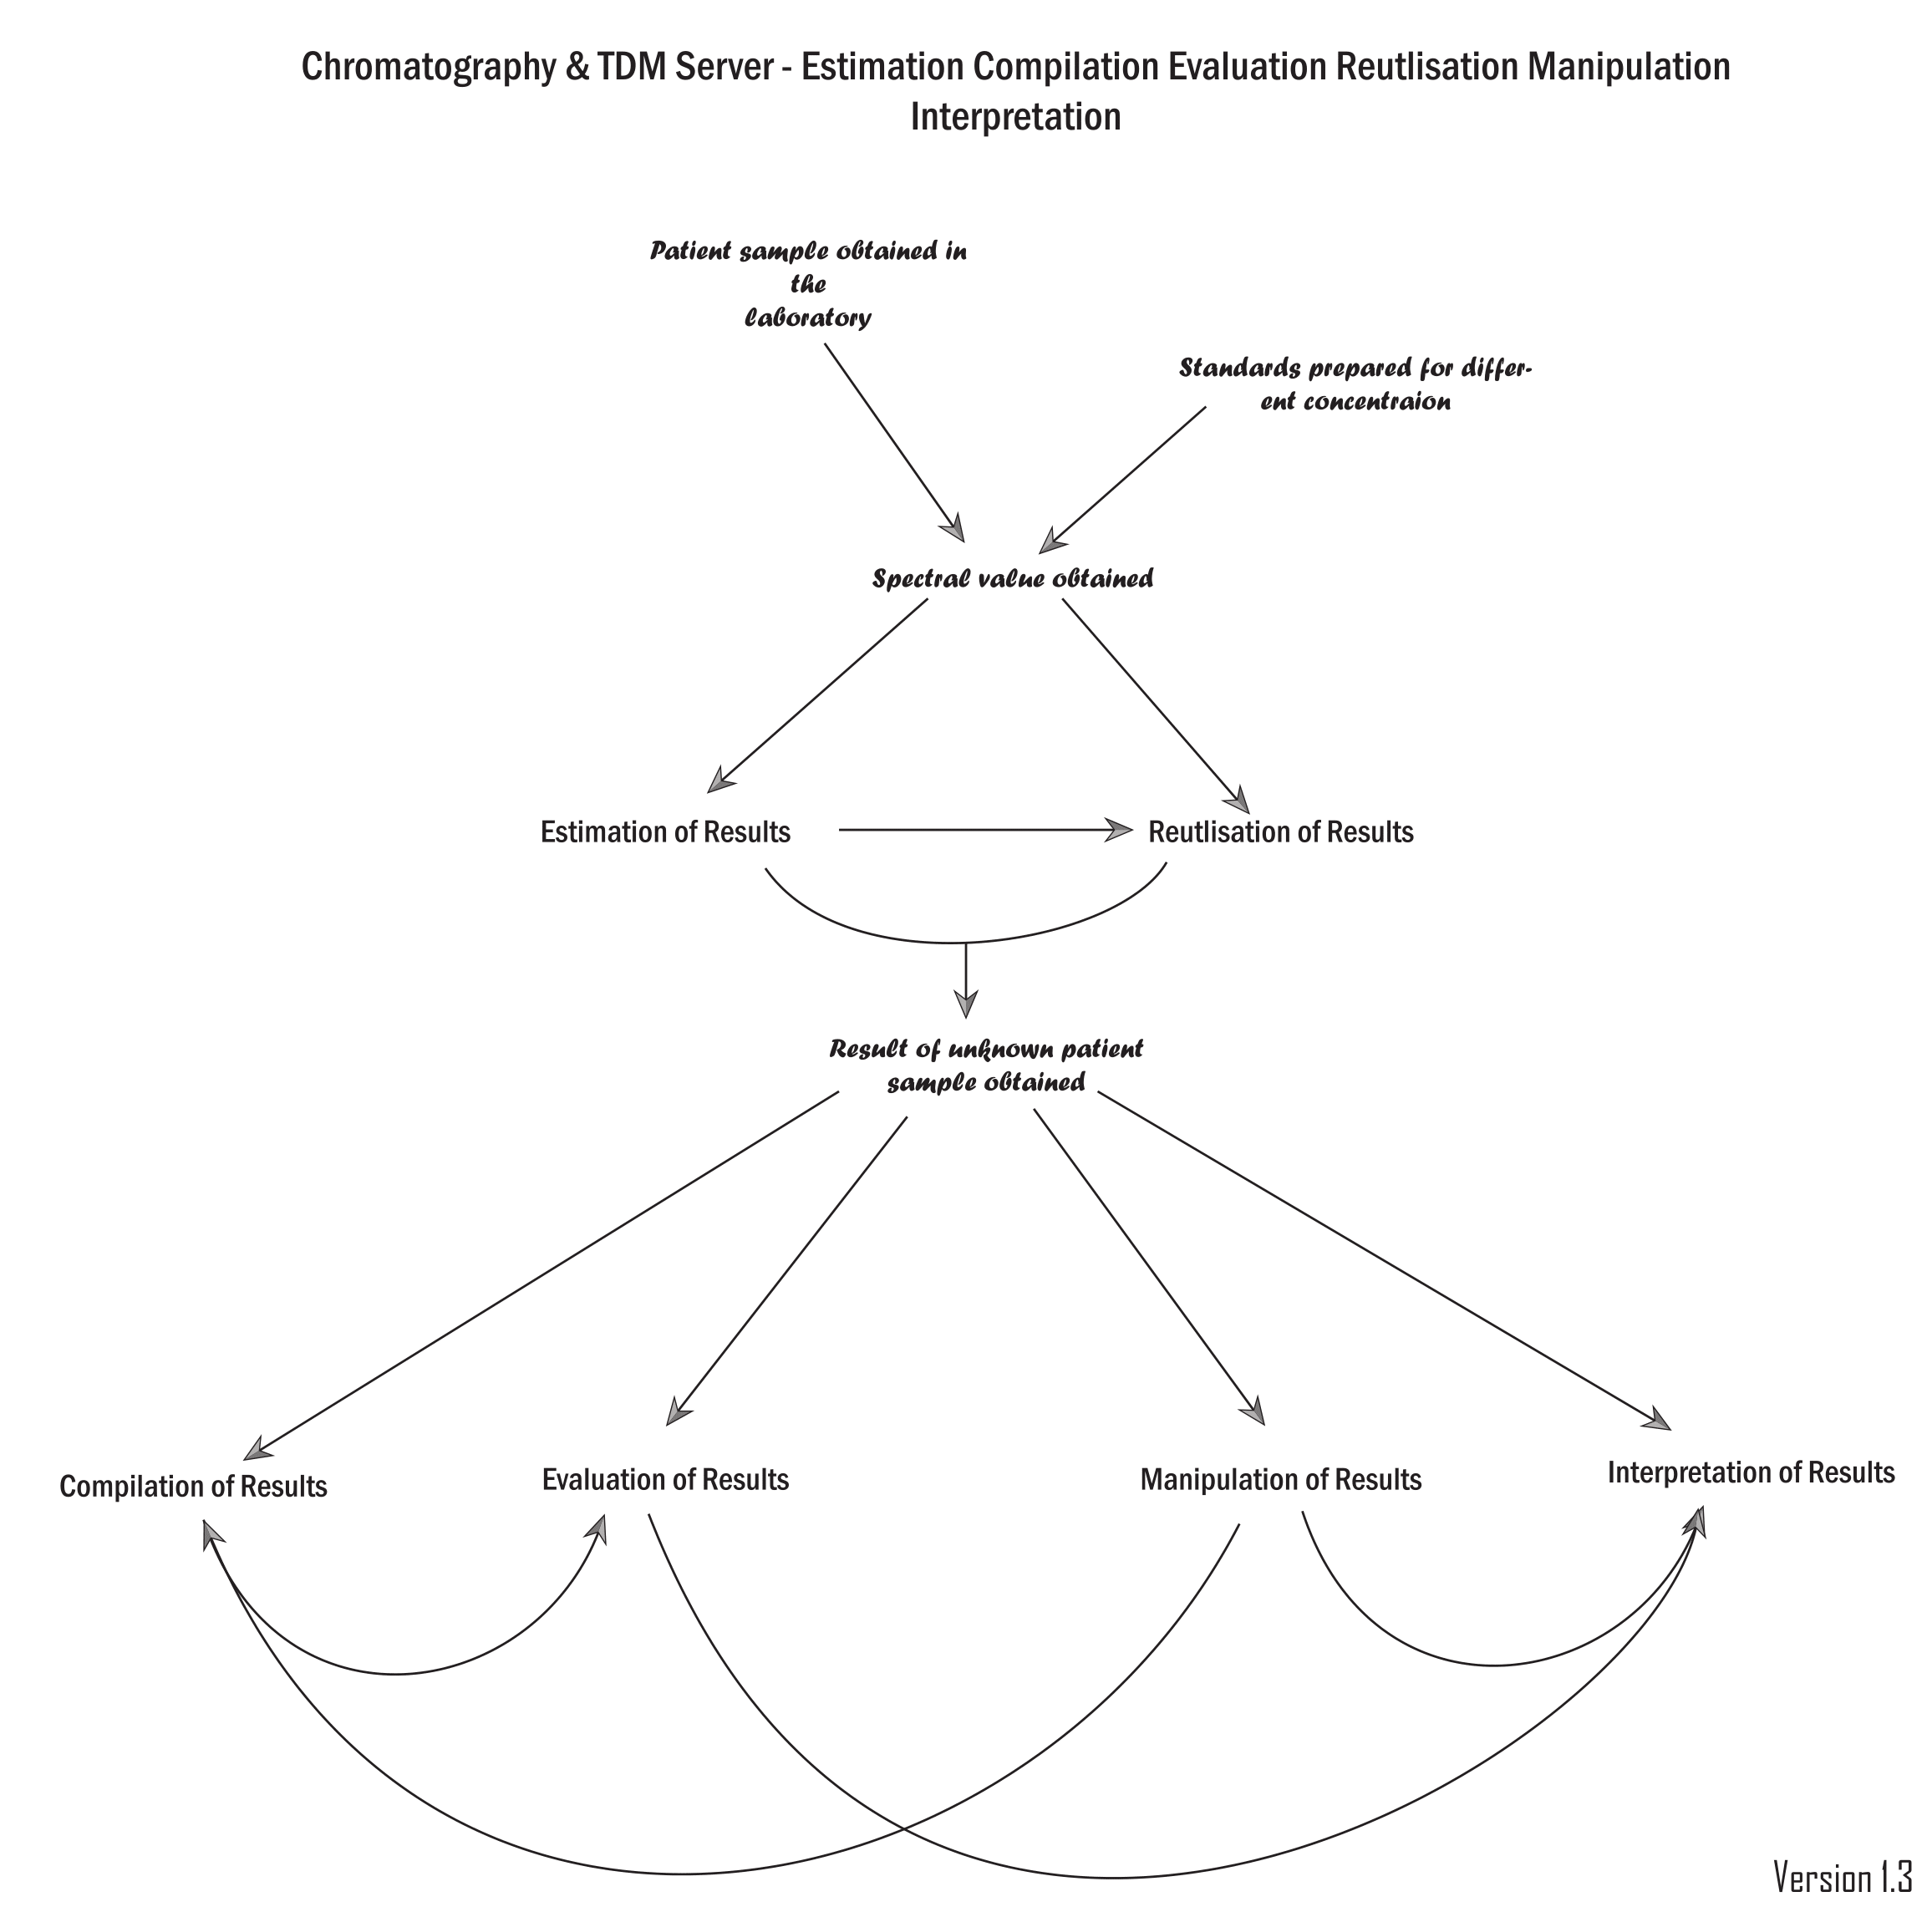 Chromatography & TDM Server - Estimation Compilation Evaluation Reutlisation Manipulation
Interpretation
Patient sample obtained in
the
laboratory
Standards prepared for differ-
ent concentraion
Spectral value obtained
Estimation of Results
Reutlisation of Results
Result of unknown patient
sample obtained
Compilation of Results
Evaluation of Results
Manipulation of Results
Interpretation of Results
Version 1.3